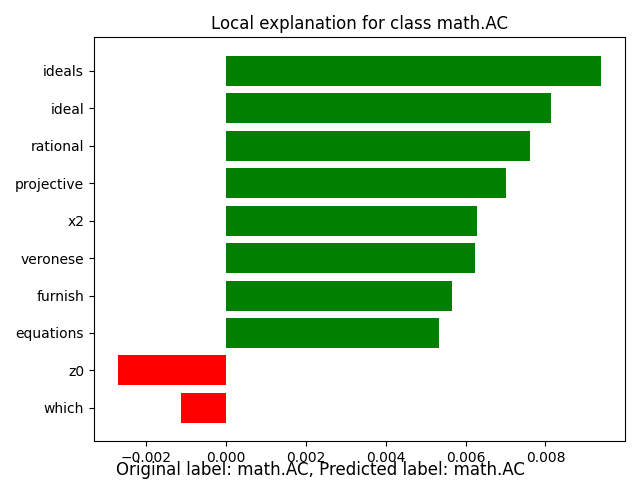 Local explanation for class math.AC
ideals
ideal
rational
projective
x2
veronese
furnish
equations
z0
which
−0.002 0.000 0.002 0.004 0.006 0.008
Original label: math.AC, Predicted label: math.AC